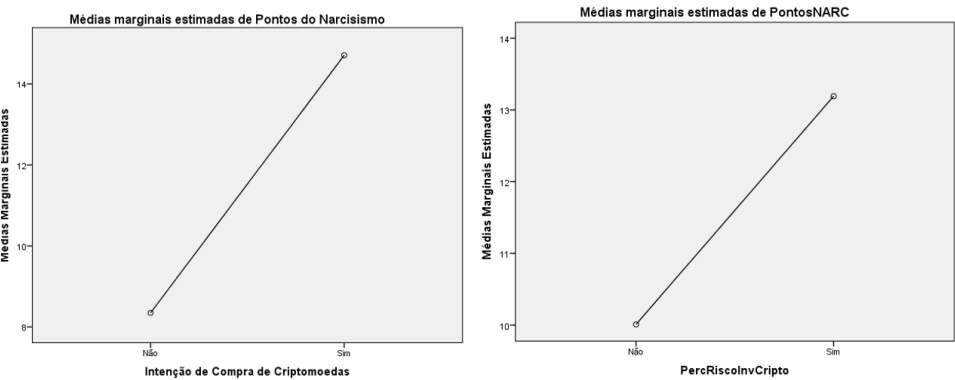 Médias marginais estimadas de Pontos do Narcisismo
Médias Marginais Estimadas
14
12
10
8
Não Sim
Intenção de Compra de Criptomoedas
Médias marginais estimadas de PontosNARC
Médias Marginais Estimadas
14
13
12
11
10
Não Sim
PercRiscoInvCripto